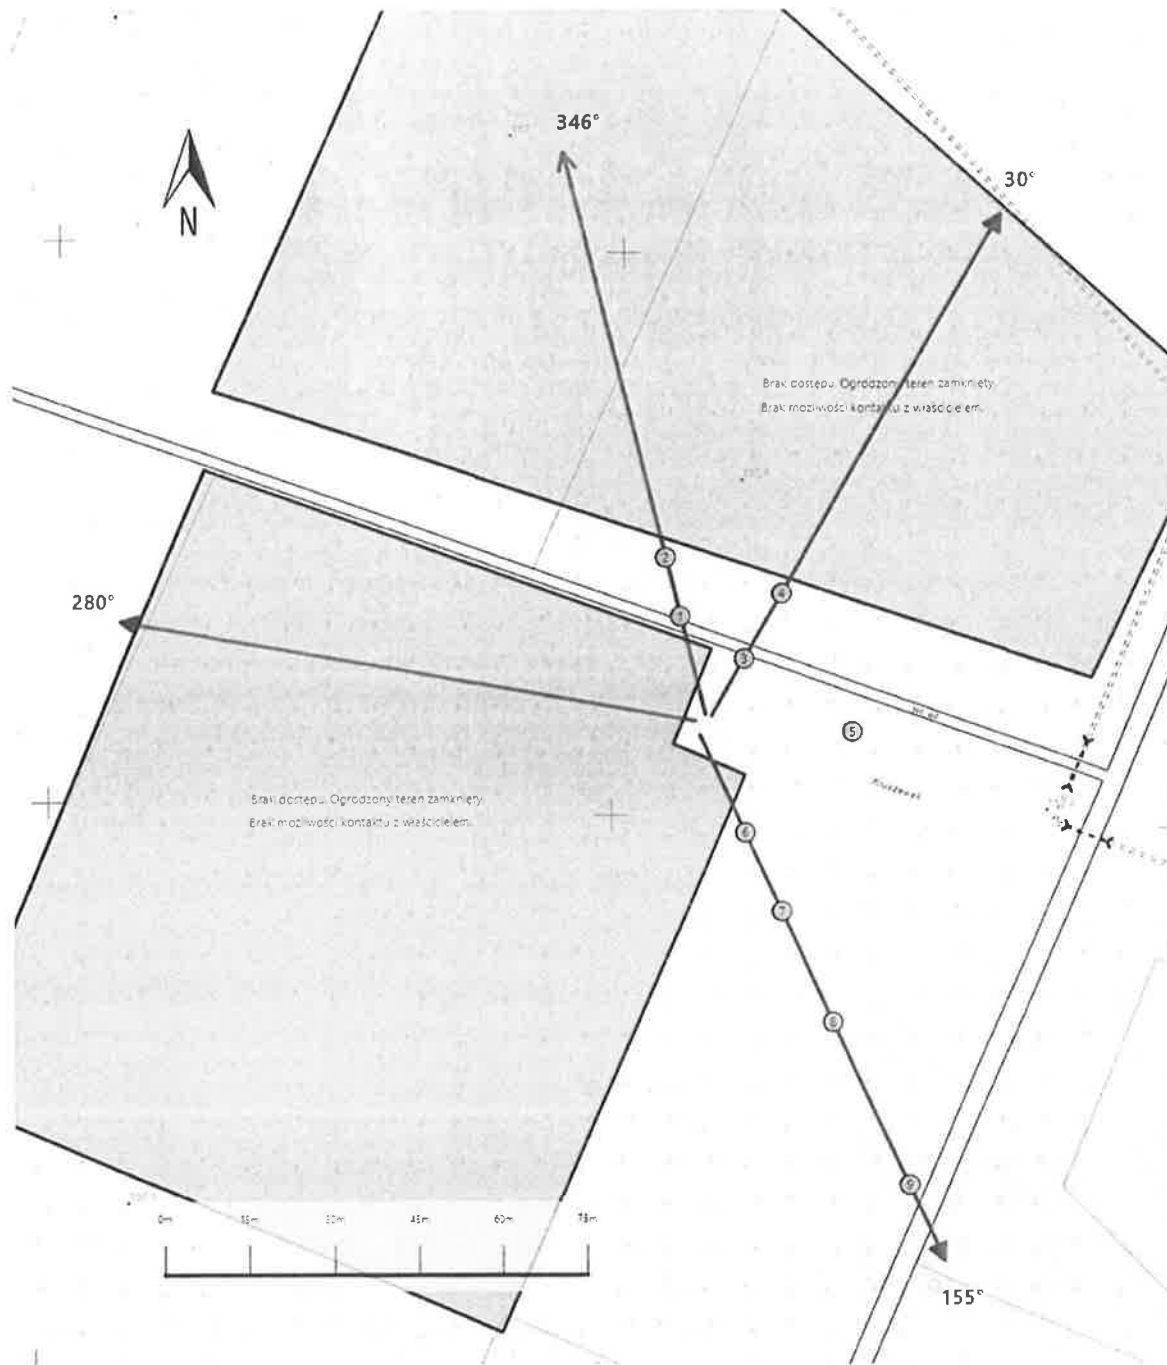 346°
30°
N
Brak dostępu. Ogrodzony teren zamknięty.
Brak możliwości kontaktu z właścicielem.
2
4
280°
1
3
5
Brak dostępu. Ogrodzony teren zamknięty.
Brak możliwości kontaktu z właścicielem.
6
7
8
9
0m 15m 30m 45m 60m 75m
155°